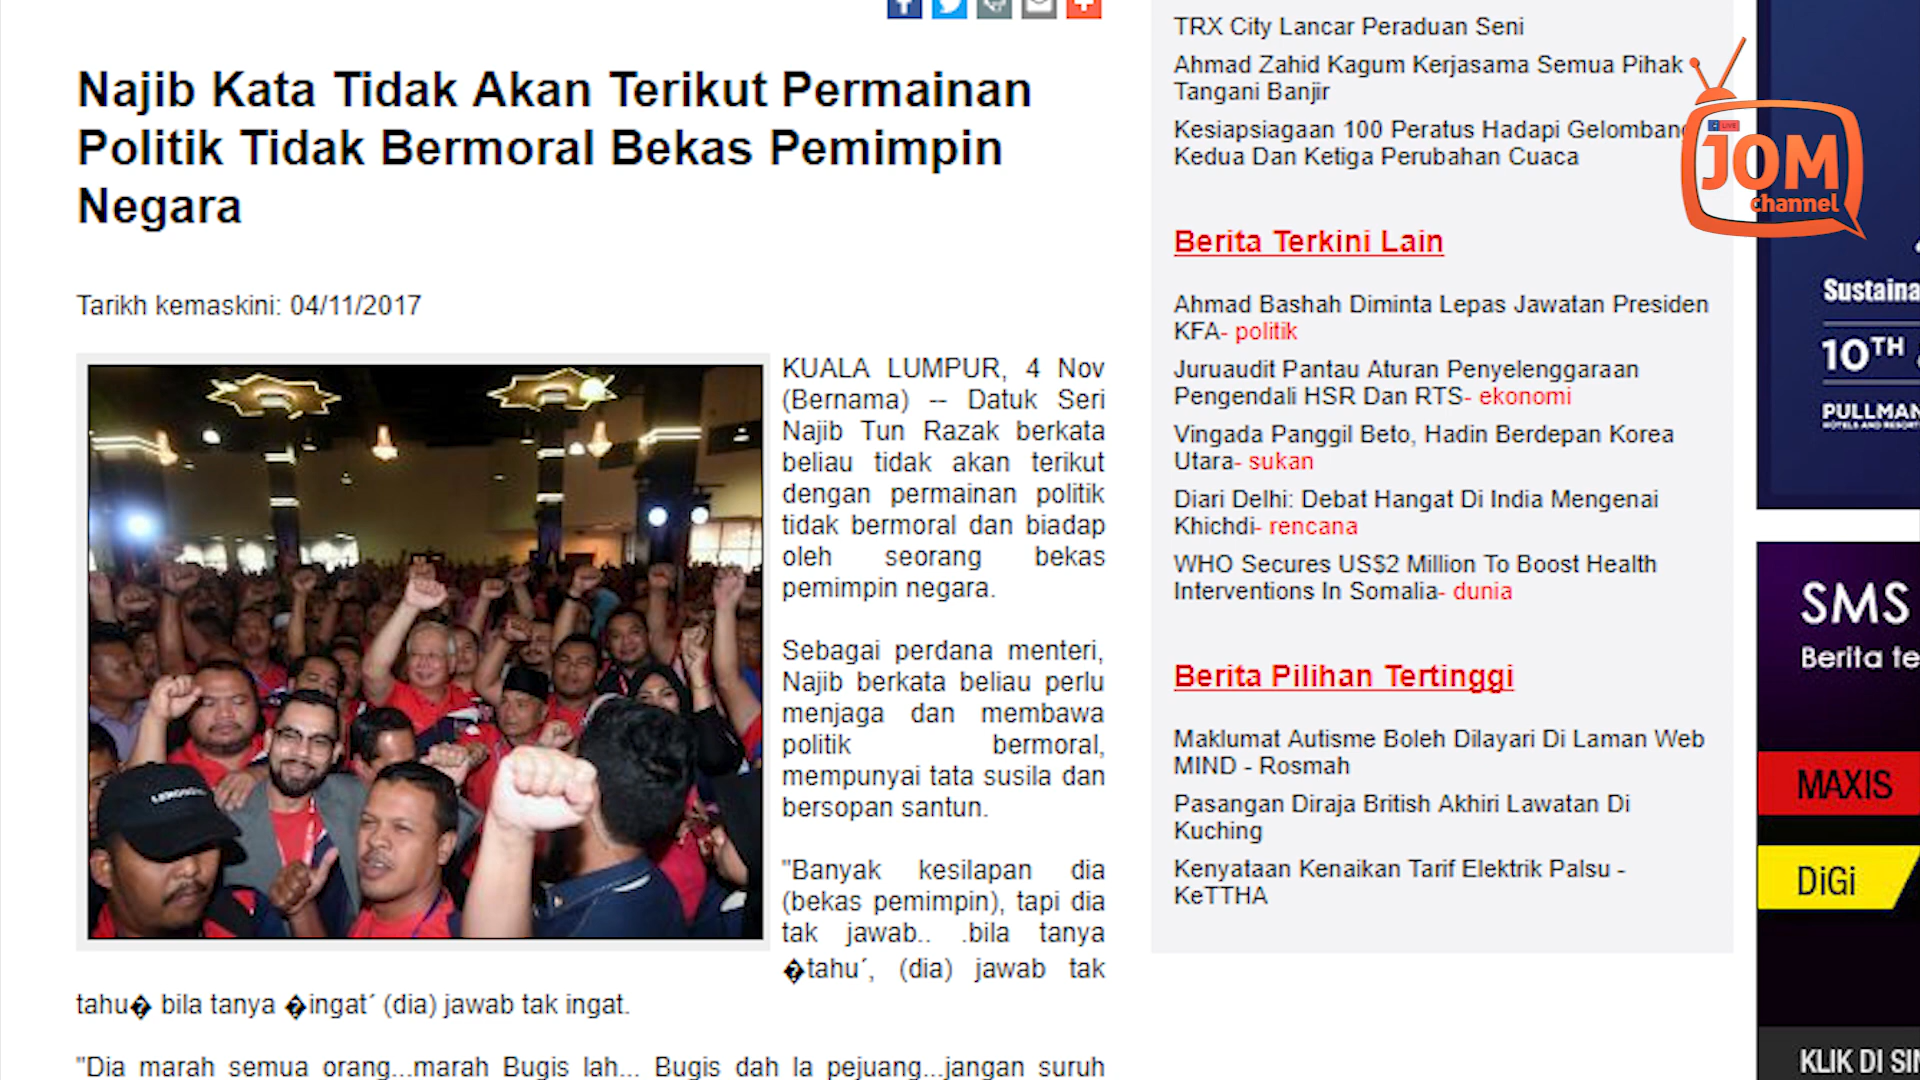 Najib Kata Tidak Akan Terikut Permainan
Politik Tidak Bermoral Bekas Pemimpin
Negara
Tarikh kemaskini: 04/11/2017
KUALA LUMPUR, 4 Nov
(Bernama) -- Datuk Seri
Najib Tun Razak berkata
beliau tidak akan terikut
dengan permainan politik
tidak bermoral dan biadap
oleh seorang bekas
pemimpin negara.
Sebagai perdana menteri,
Najib berkata beliau perlu
menjaga dan membawa
politik bermoral,
mempunyai tata susila dan
bersopan santun.
"Banyak kesilapan dia
(bekas pemimpin), tapi dia
tak jawab.. .bila tanya
�tahu´, (dia) jawab tak
tahu� bila tanya �ingat´ (dia) jawab tak ingat.
"Dia marah semua orang...marah Bugis lah... Bugis dah la pejuang...jangan suruh
TRX City Lancar Peraduan Seni
Ahmad Zahid Kagum Kerjasama Semua Pihak
Tangani Banjir
Kesiapsiagaan 100 Peratus Hadapi Gelombang
Kedua Dan Ketiga Perubahan Cuaca
Berita Terkini Lain
Ahmad Bashah Diminta Lepas Jawatan Presiden
KFA- politik
Juruaudit Pantau Aturan Penyelenggaraan
Pengendali HSR Dan RTS- ekonomi
Vingada Panggil Beto, Hadin Berdepan Korea
Utara- sukan
Diari Delhi: Debat Hangat Di India Mengenai
Khichdi- rencana
WHO Secures US$2 Million To Boost Health
Interventions In Somalia- dunia
Berita Pilihan Tertinggi
Maklumat Autisme Boleh Dilayari Di Laman Web
MIND - Rosmah
Pasangan Diraja British Akhiri Lawatan Di
Kuching
Kenyataan Kenaikan Tarif Elektrik Palsu -
KeTTHA
LIVE
JOM
channel
Sustaina
10TH
PULLMAN
HOTELS AND RESORT
SMS
Berita te
MAXIS
DiGi
KLIK DI SIN